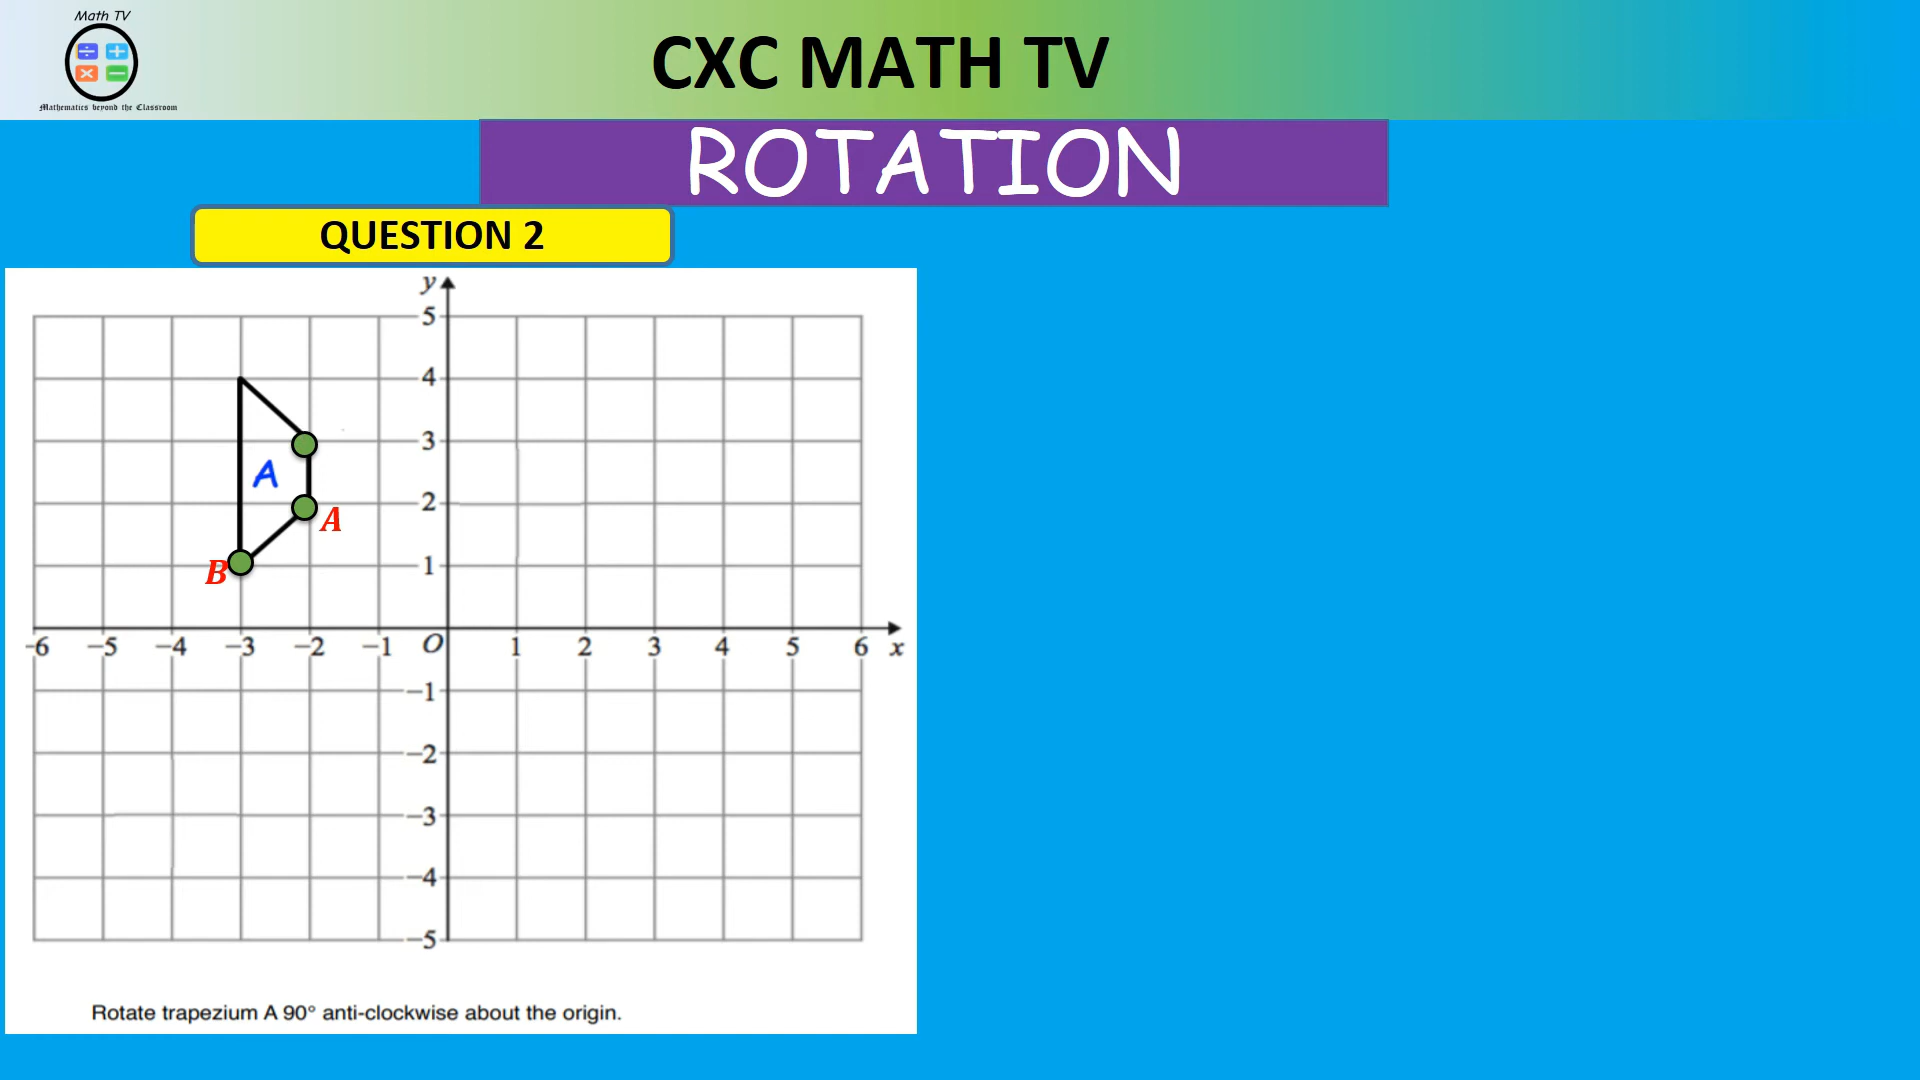 Math TV
Mathematics beyond the Classroom
CXC MATH TV
ROTATION
QUESTION 2
y
5
4
3
A
2
A
B
1
-6 -5 -4 -3 -2 -1 O 1 2 3 4 5 6 x
-1
-2
-3
-4
-5
Rotate trapezium A 90° anti-clockwise about the origin.